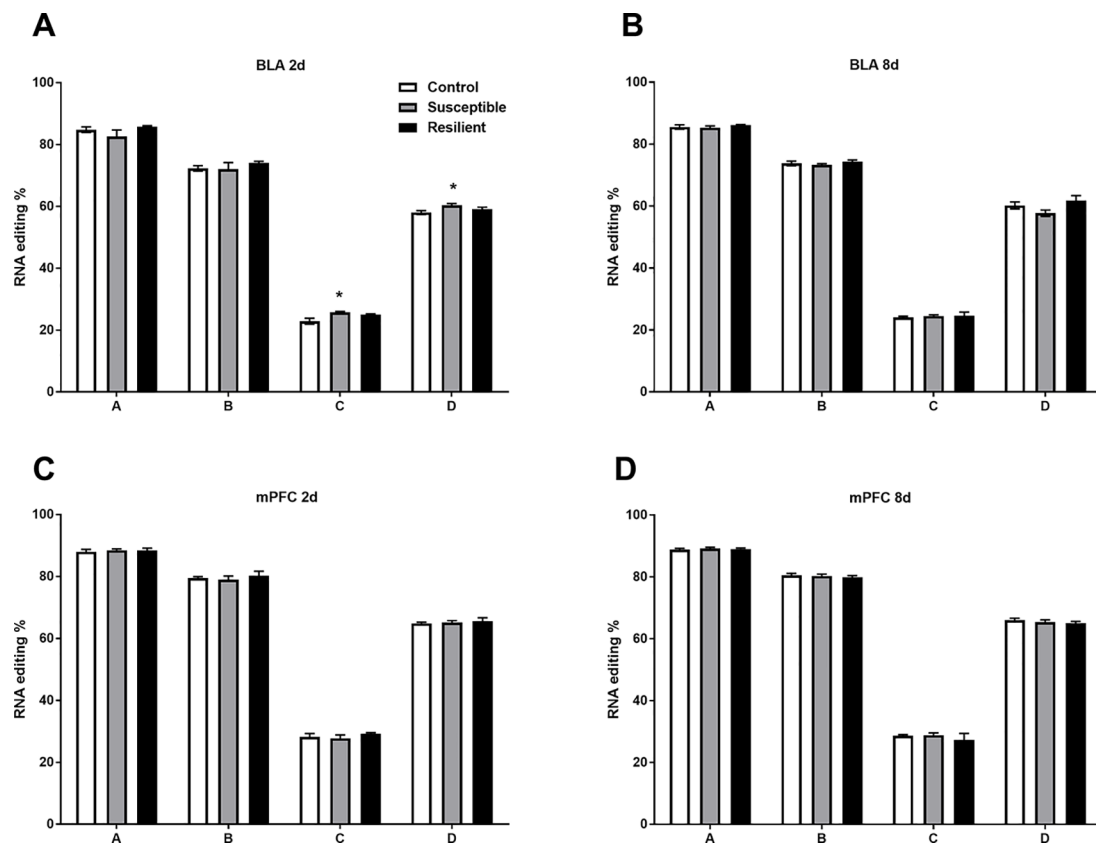 A
BLA 2d
Control
Susceptible
Resilient
RNA editing %
100
80
60
40
20
0
*
*
A B C D
B
BLA 8d
RNA editing %
100
80
60
40
20
0
A B C D
C
mPFC 2d
RNA editing %
100
80
60
40
20
0
A B C D
D
mPFC 8d
RNA editing %
100
80
60
40
20
0
A B C D